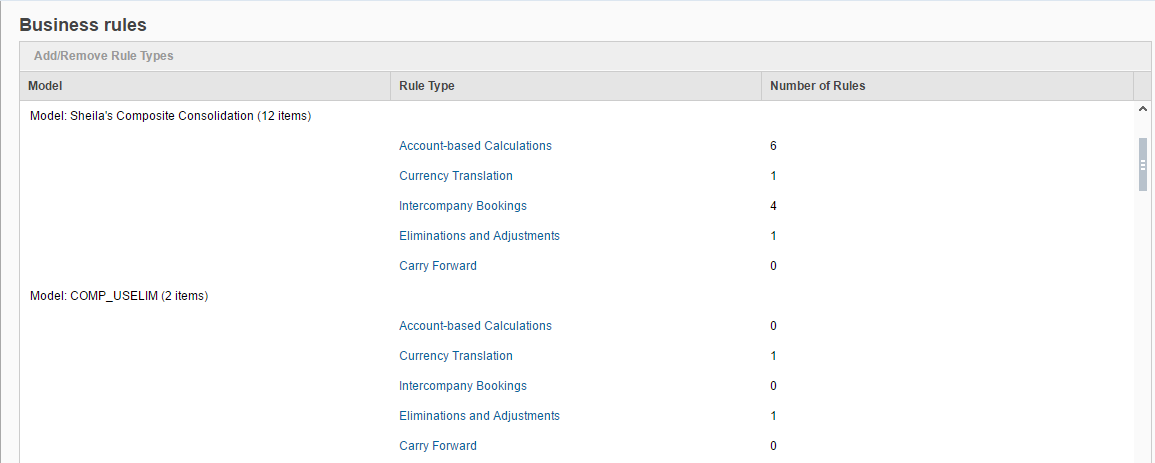 Business rules
Add/Remove Rule Types
Model Rule Type Number of Rules
Model: Sheila's Composite Consolidation (12 items)
Account-based Calculations 6
Currency Translation 1
Intercompany Bookings 4
Eliminations and Adjustments 1
Carry Forward 0
Model: COMP_USELIM (2 items)
Account-based Calculations 0
Currency Translation 1
Intercompany Bookings 0
Eliminations and Adjustments 1
Carry Forward 0